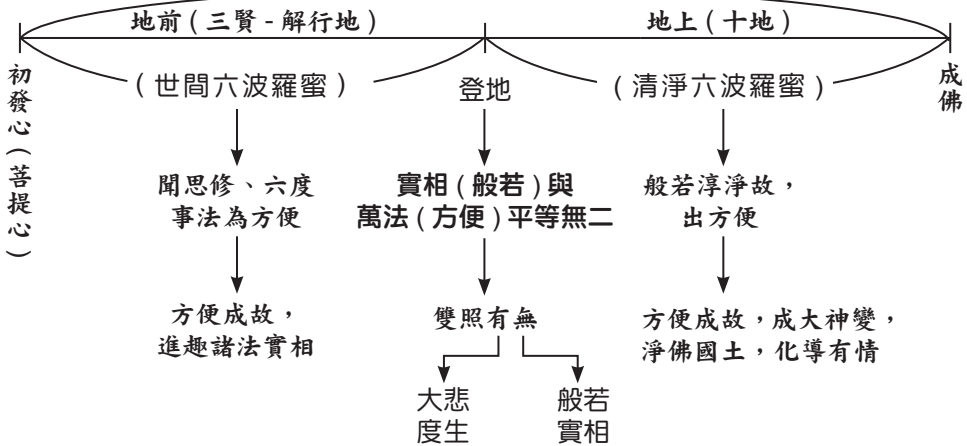 地前（三賢-解行地）
地上（十地）
初發心（菩提心）
（世間六波羅蜜）
登地
（清淨六波羅蜜）
成佛
聞思修、六度
事法為方便
實相（般若）與
萬法（方便）平等無二
般若淳淨故，
出方便
方便成故，
進趣諸法實相
雙照有無
方便成故，成大神變，
淨佛國土，化導有情
大悲
度生
般若
實相